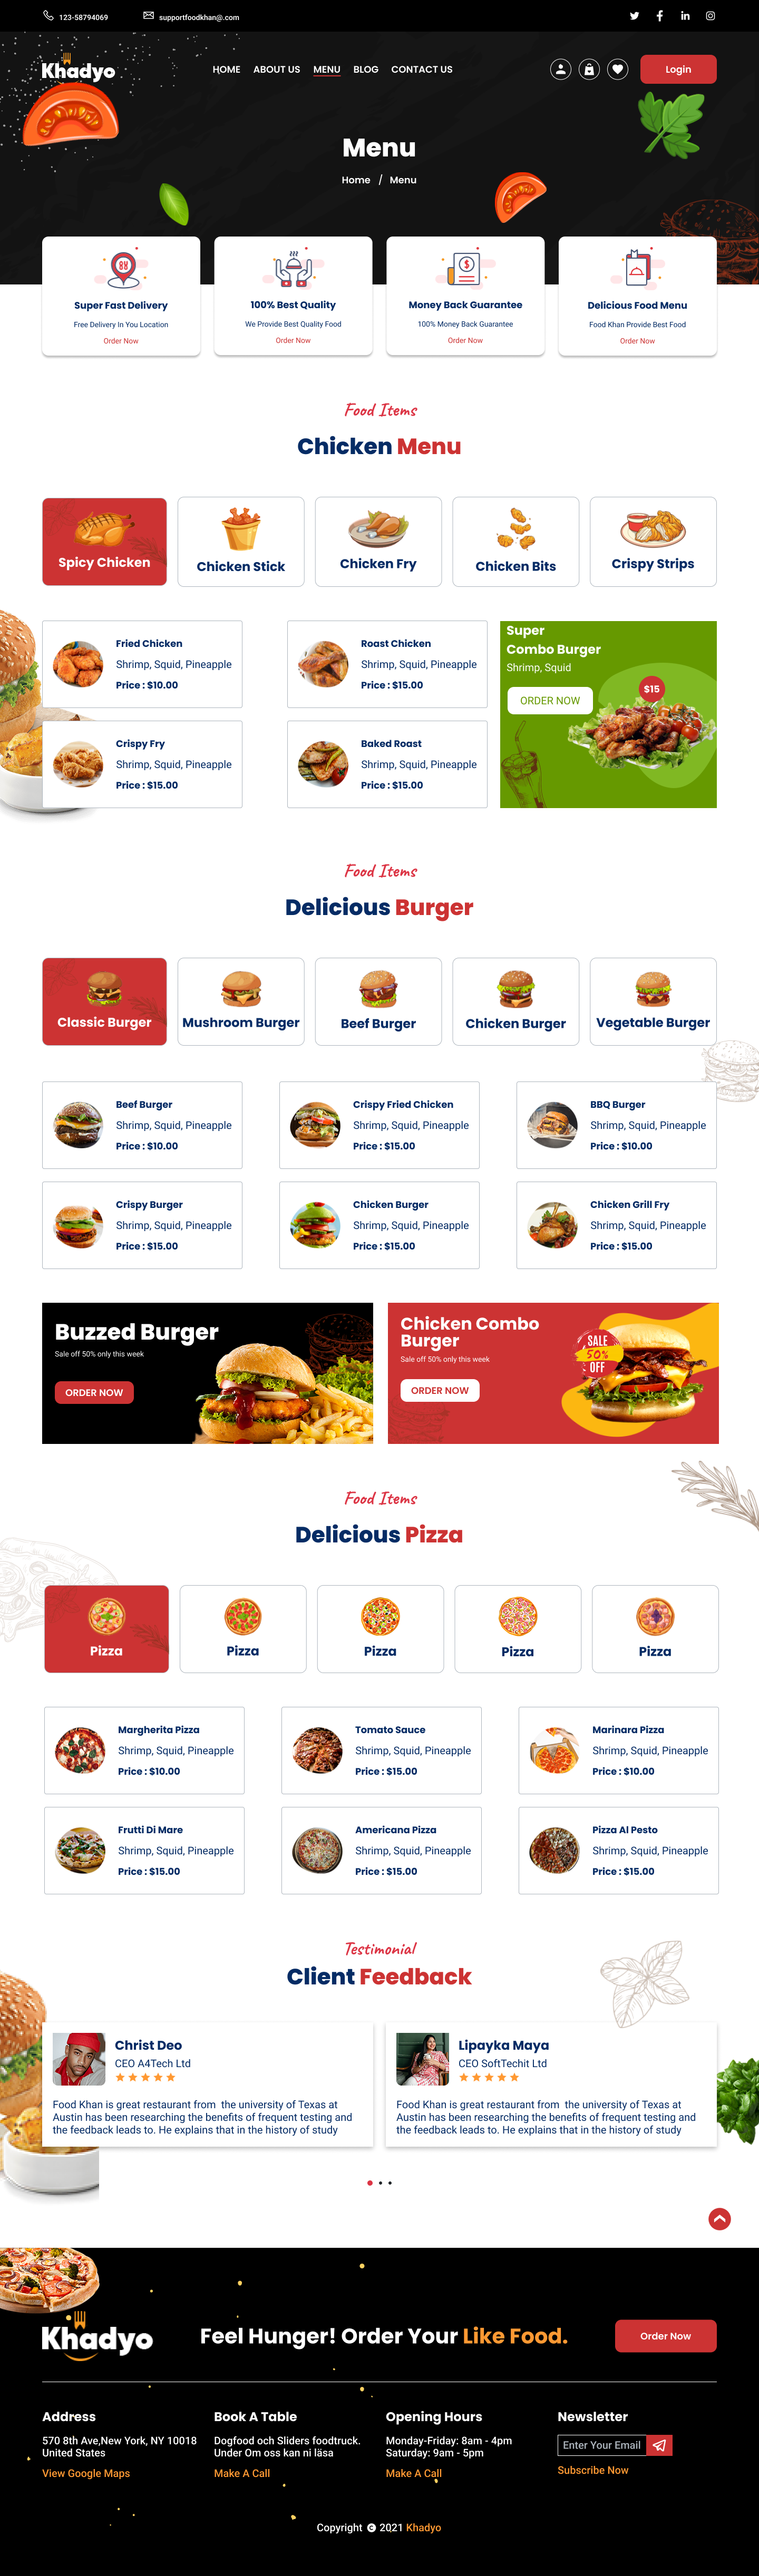 123-58794069
supportfoodkhan@.com
Khadyo
HOME ABOUT US MENU BLOG CONTACT US
Login
Menu
Home / Menu
Super Fast Delivery
Free Delivery In You Location
Order Now
100% Best Quality
We Provide Best Quality Food
Order Now
Money Back Guarantee
100% Money Back Guarantee
Order Now
Delicious Food Menu
Food Khan Provide Best Food
Order Now
Food Items
Chicken Menu
Spicy Chicken
Chicken Stick
Chicken Fry
Chicken Bits
Crispy Strips
Fried Chicken
Shrimp, Squid, Pineapple
Price : $10.00
Roast Chicken
Shrimp, Squid, Pineapple
Price : $15.00
Crispy Fry
Shrimp, Squid, Pineapple
Price : $15.00
Baked Roast
Shrimp, Squid, Pineapple
Price : $15.00
Super
Combo Burger
Shrimp, Squid
ORDER NOW
$15
Food Items
Delicious Burger
Classic Burger
Mushroom Burger
Beef Burger
Chicken Burger
Vegetable Burger
Beef Burger
Shrimp, Squid, Pineapple
Price : $10.00
Crispy Fried Chicken
Shrimp, Squid, Pineapple
Price : $15.00
BBQ Burger
Shrimp, Squid, Pineapple
Price : $10.00
Crispy Burger
Shrimp, Squid, Pineapple
Price : $15.00
Chicken Burger
Shrimp, Squid, Pineapple
Price : $15.00
Chicken Grill Fry
Shrimp, Squid, Pineapple
Price : $15.00
Buzzed Burger
Sale off 50% only this week
ORDER NOW
Chicken Combo
Burger
Sale off 50% only this week
ORDER NOW
SALE
50%
OFF
Food Items
Delicious Pizza
Pizza
Pizza
Pizza
Pizza
Pizza
Margherita Pizza
Shrimp, Squid, Pineapple
Price : $10.00
Tomato Sauce
Shrimp, Squid, Pineapple
Price : $15.00
Marinara Pizza
Shrimp, Squid, Pineapple
Price : $10.00
Frutti Di Mare
Shrimp, Squid, Pineapple
Price : $15.00
Americana Pizza
Shrimp, Squid, Pineapple
Price : $15.00
Pizza Al Pesto
Shrimp, Squid, Pineapple
Price : $15.00
Testimonial
Client Feedback
Christ Deo
CEO A4Tech Ltd
Food Khan is great restaurant from the university of Texas at
Austin has been researching the benefits of frequent testing and
the feedback leads to. He explains that in the history of study
Lipayka Maya
CEO SoftTechit Ltd
Food Khan is great restaurant from the university of Texas at
Austin has been researching the benefits of frequent testing and
the feedback leads to. He explains that in the history of study
Khadyo
Feel Hunger! Order Your Like Food.
Order Now
Address
570 8th Ave,New York, NY 10018
United States
View Google Maps
Book A Table
Dogfood och Sliders foodtruck.
Under Om oss kan ni läsa
Make A Call
Opening Hours
Monday-Friday: 8am - 4pm
Saturday: 9am - 5pm
Make A Call
Newsletter
Enter Your Email
Subscribe Now
Copyright © 2021 Khadyo